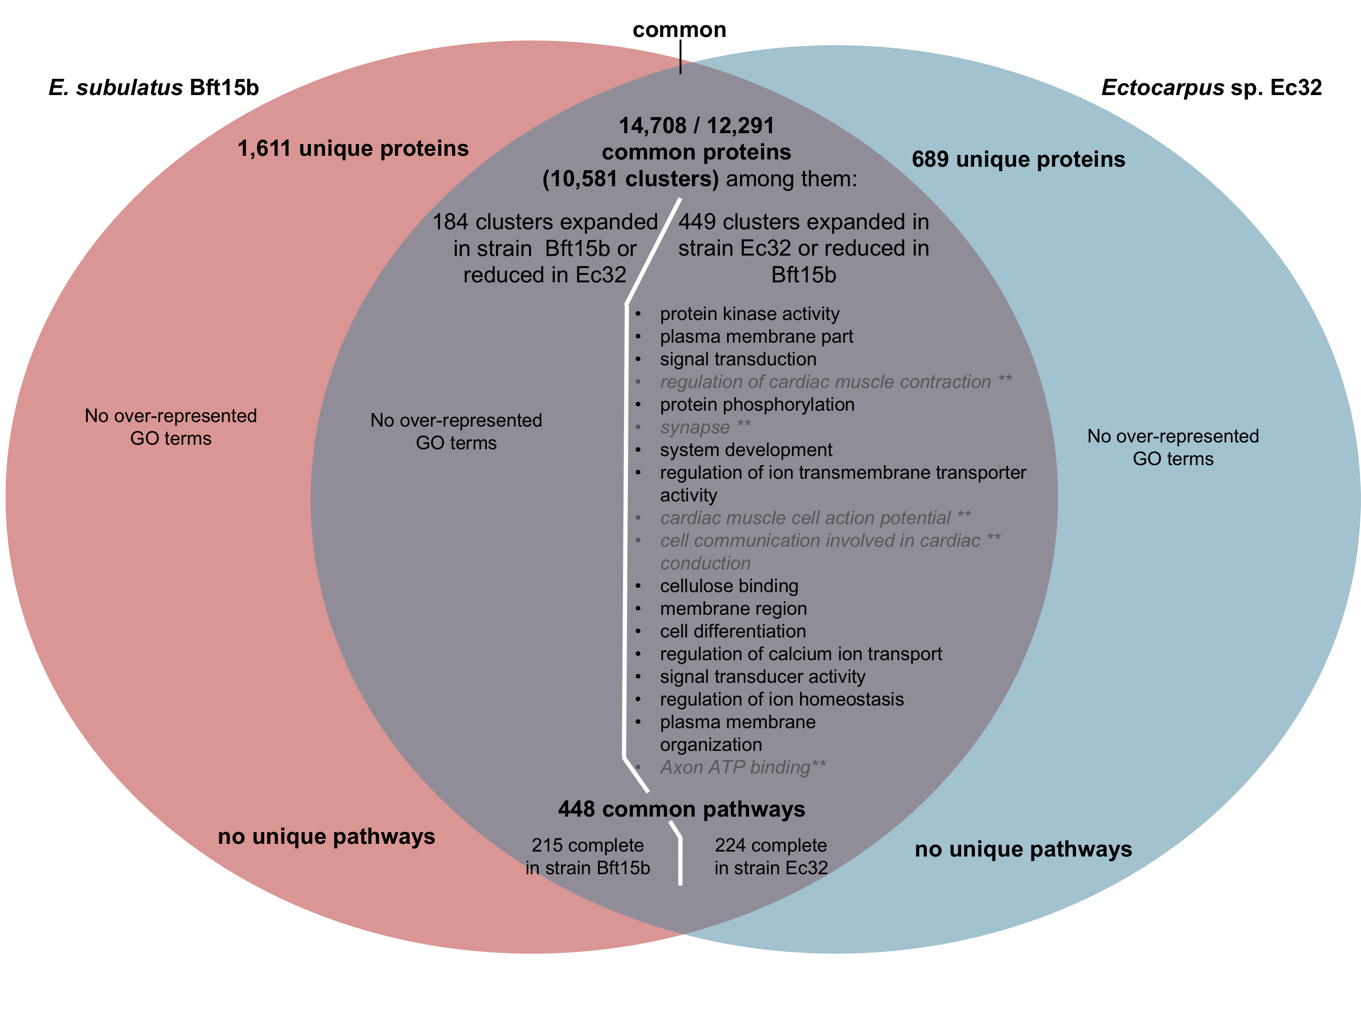 common
E. subulatus Bft15b
Ectocarpus sp. Ec32
1,611 unique proteins
14,708 / 12,291
common proteins
(10,581 clusters) among them:
689 unique proteins
184 clusters expanded
in strain Bft15b or
reduced in Ec32
449 clusters expanded in
strain Ec32 or reduced in
Bft15b
• protein kinase activity
• plasma membrane part
• signal transduction
• regulation of cardiac muscle contraction **
• protein phosphorylation
• synapse **
• system development
• regulation of ion transmembrane transporter
activity
• cardiac muscle cell action potential **
• cell communication involved in cardiac **
conduction
• cellulose binding
• membrane region
• cell differentiation
• regulation of calcium ion transport
• signal transducer activity
• regulation of ion homeostasis
• plasma membrane
organization
• Axon ATP binding**
No over-represented
GO terms
No over-represented
GO terms
No over-represented
GO terms
448 common pathways
no unique pathways
215 complete
in strain Bft15b
224 complete
in strain Ec32
no unique pathways